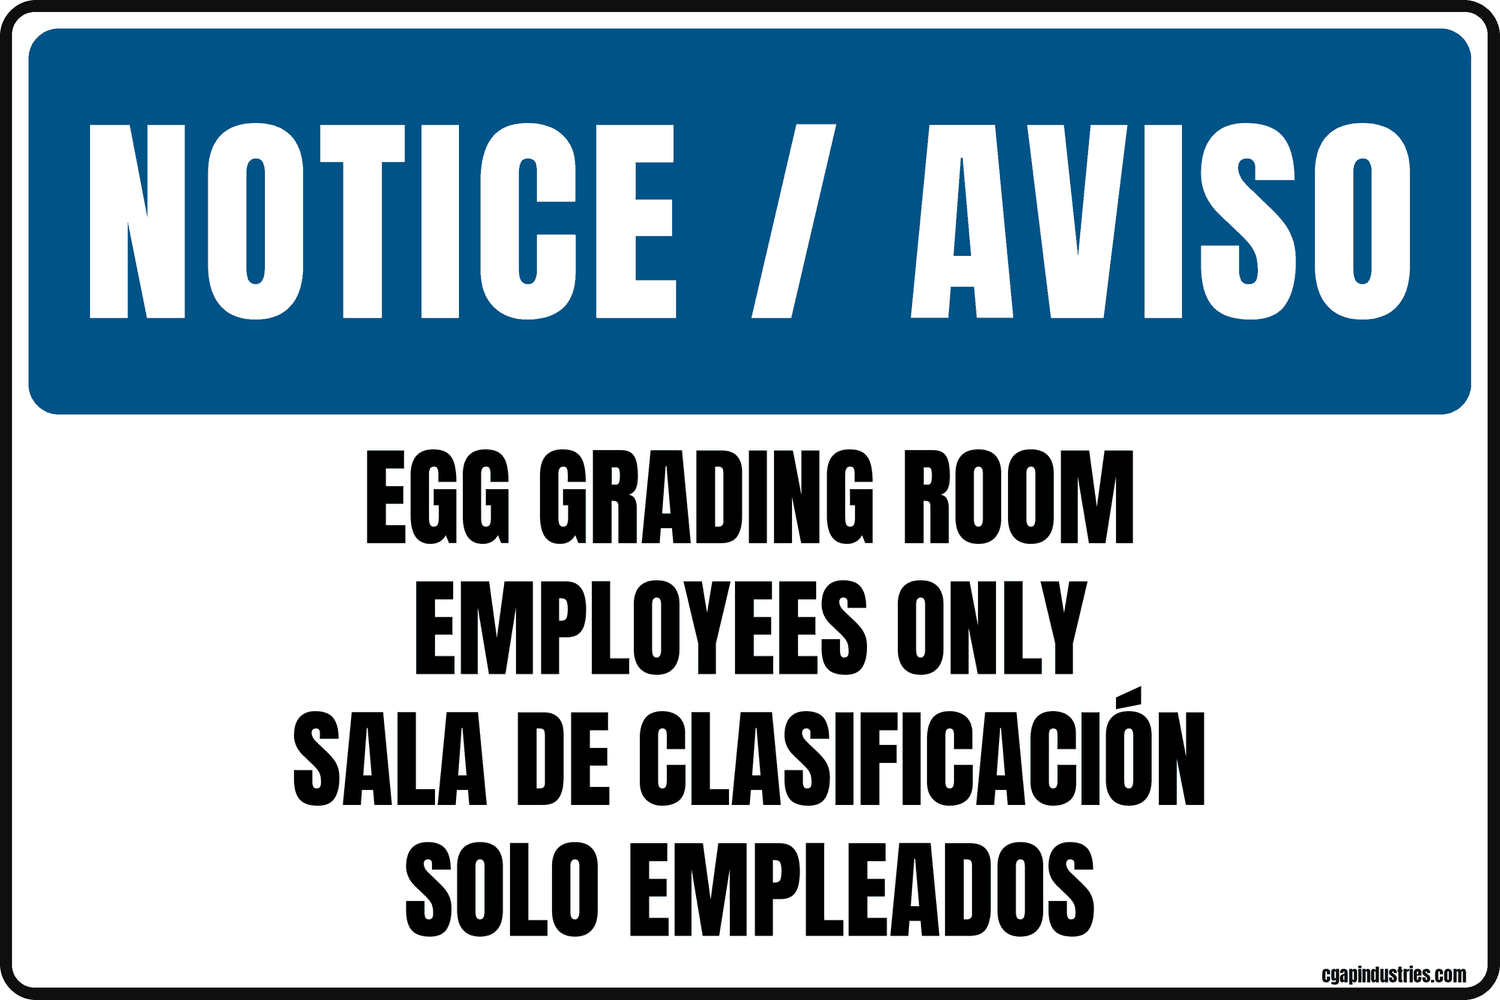 NOTICE / AVISO
EGG GRADING ROOM
EMPLOYEES ONLY
SALA DE CLASIFICACIÓN
SOLO EMPLEADOS
cgapindustries.com